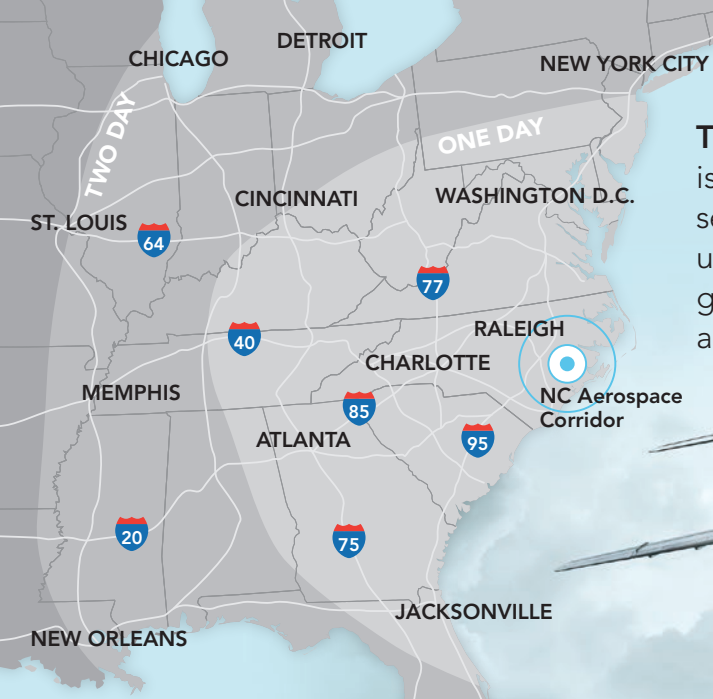 DETROIT
CHICAGO
NEW YORK CITY
TWO DAY
ONE DAY
CINCINNATI
WASHINGTON D.C.
ST. LOUIS
64
77
RALEIGH
40
CHARLOTTE
MEMPHIS
NC Aerospace
Corridor
85
ATLANTA
95
20
75
JACKSONVILLE
NEW ORLEANS